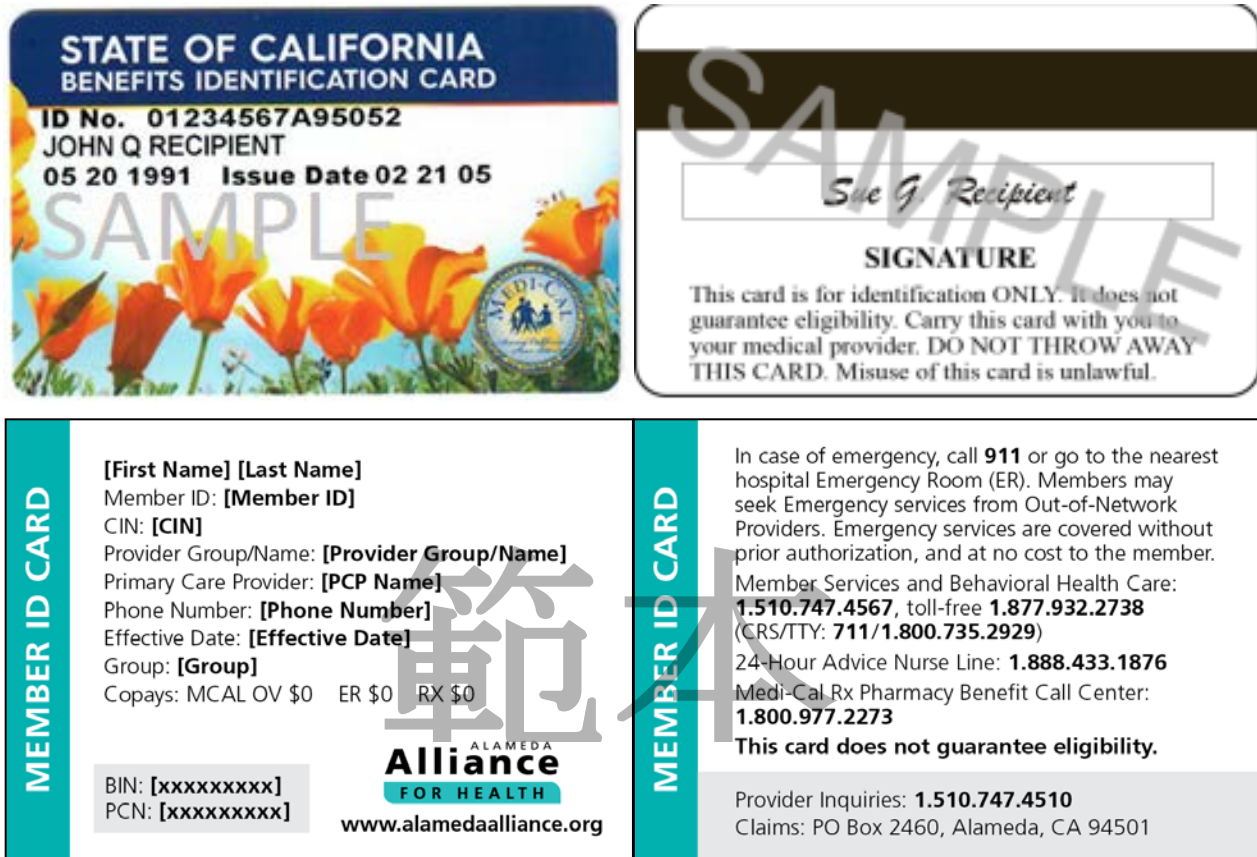 STATE OF CALIFORNIA
BENEFITS IDENTIFICATION CARD
ID No. 01234567A95052
JOHN Q RECIPIENT
05 20 1991 Issue Date 02 21 05
SAMPLE
MEDI-CAL
SAMPLE
Sue G. Recipient
SIGNATURE
This card is for identification ONLY. It does not
guarantee eligibility. Carry this card with you to
your medical provider. DO NOT THROW AWAY
THIS CARD. Misuse of this card is unlawful.
MEMBER ID CARD
[First Name] [Last Name]
Member ID: [Member ID]
CIN: [CIN]
Provider Group/Name: [Provider Group/Name]
Primary Care Provider: [PCP Name]
Phone Number: [Phone Number]
Effective Date: [Effective Date]
Group: [Group]
Copays: MCAL OV $0 ER $0 RX $0
BIN: [xxxxxxxxx]
PCN: [xxxxxxxxx]
ALAMEDA
Alliance
FOR HEALTH
www.alamedaalliance.org
範本
MEMBER ID CARD
In case of emergency, call 911 or go to the nearest
hospital Emergency Room (ER). Members may
seek Emergency services from Out-of-Network
Providers. Emergency services are covered without
prior authorization, and at no cost to the member.
Member Services and Behavioral Health Care:
1.510.747.4567, toll-free 1.877.932.2738
(CRS/TTY: 711/1.800.735.2929)
24-Hour Advice Nurse Line: 1.888.433.1876
Medi-Cal Rx Pharmacy Benefit Call Center:
1.800.977.2273
This card does not guarantee eligibility.
Provider Inquiries: 1.510.747.4510
Claims: PO Box 2460, Alameda, CA 94501